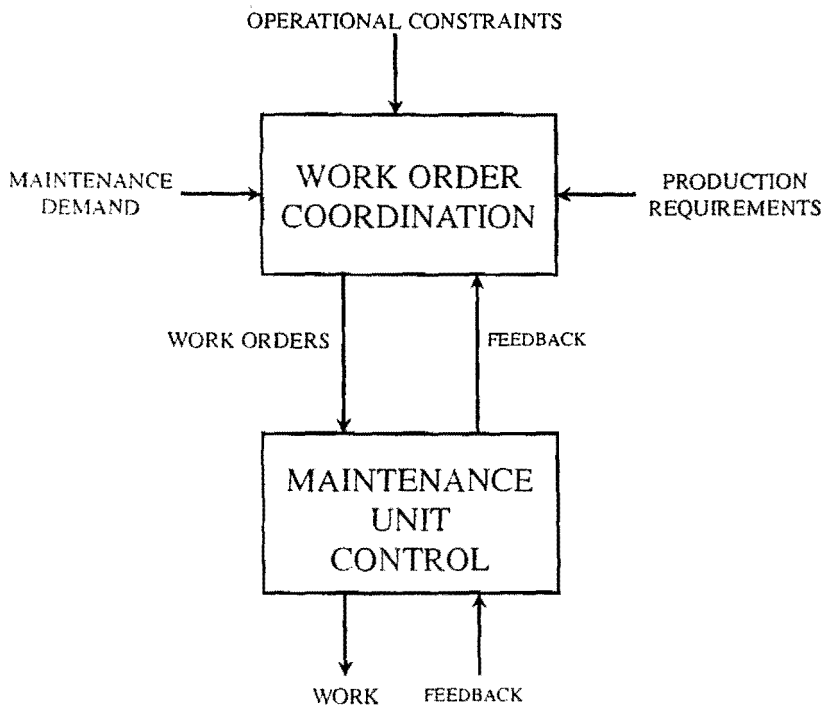 OPERATIONAL CONSTRAINTS
WORK ORDER
COORDINATION
MAINTENANCE
DEMAND
PRODUCTION
REQUIREMENTS
WORK ORDERS
FEEDBACK
MAINTENANCE
UNIT
CONTROL
WORK
FEEDBACK